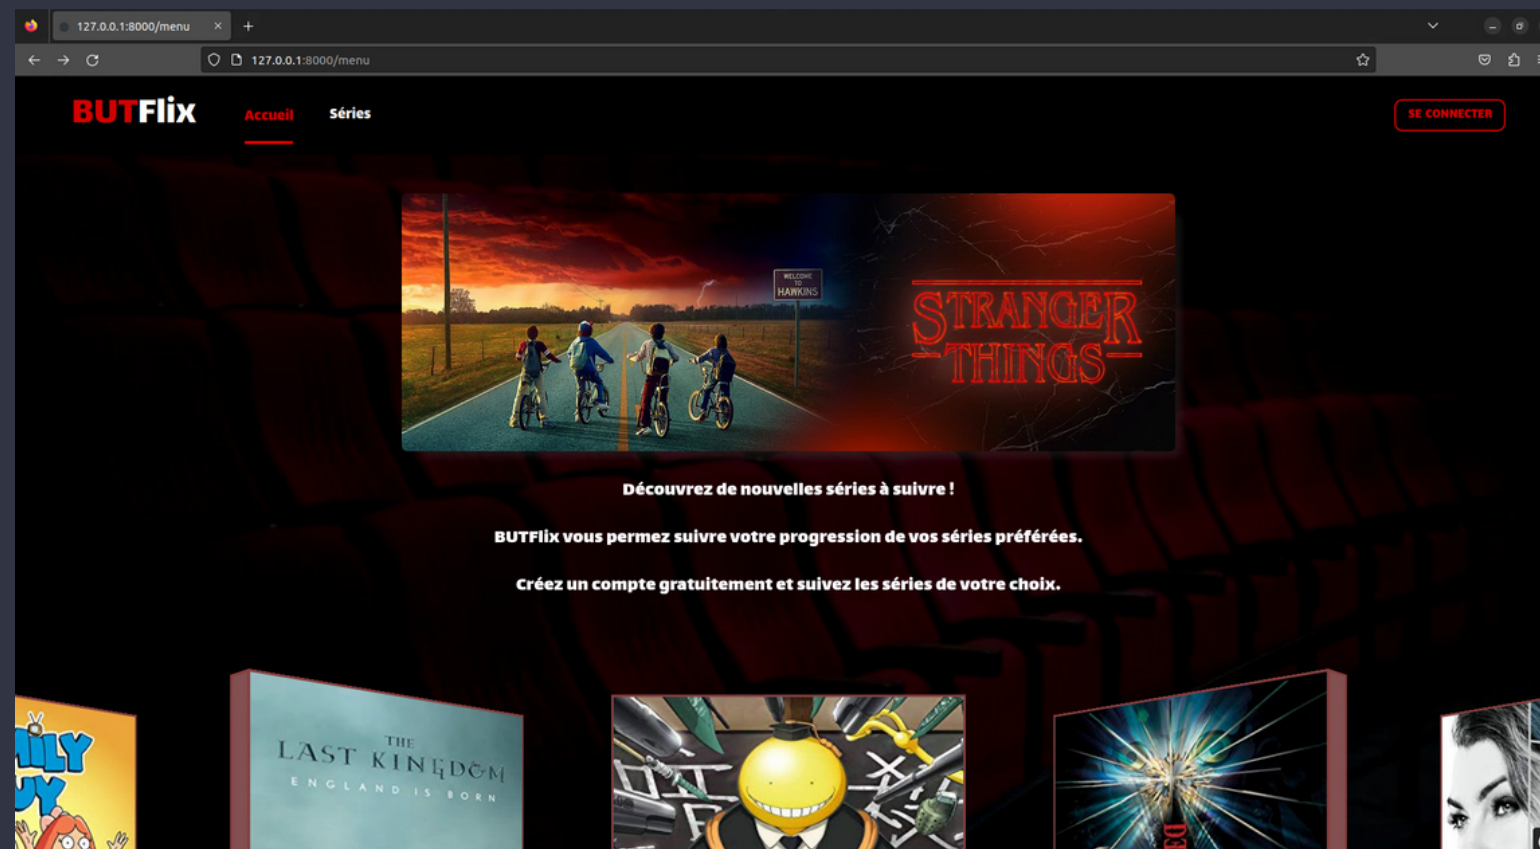 127.0.0.1:8000/menu
127.0.0.1:8000/menu
BUTFlix
Accueil
Séries
SE CONNECTER
WELCOME
TO
HAWKINS
STRANGER
THINGS
Découvrez de nouvelles séries à suivre !
BUTFlix vous permez suivre votre progression de vos séries préférées.
Créez un compte gratuitement et suivez les séries de votre choix.
THE
LAST KINGDOM
ENGLAND IS BORN